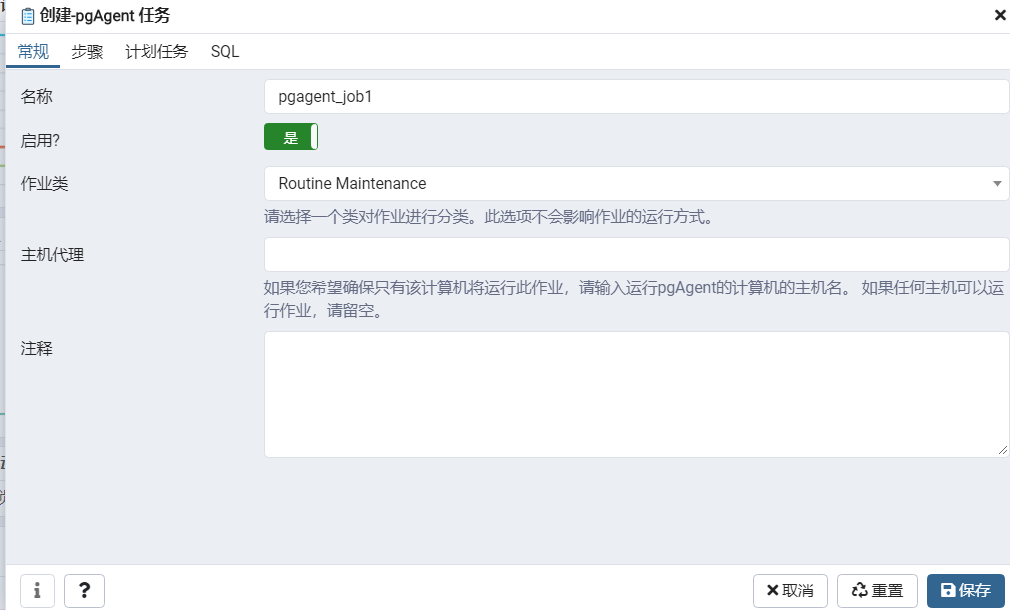 创建-pgAgent 任务
常规 步骤 计划任务 SQL
名称 pgagent_job1
启用? 是
作业类 Routine Maintenance
请选择一个类对作业进行分类。此选项不会影响作业的运行方式。
主机代理
如果您希望确保只有该计算机将运行此作业，请输入运行pgAgent的计算机的主机名。 如果任何主机可以运
行作业，请留空。
注释
取消 重置 保存